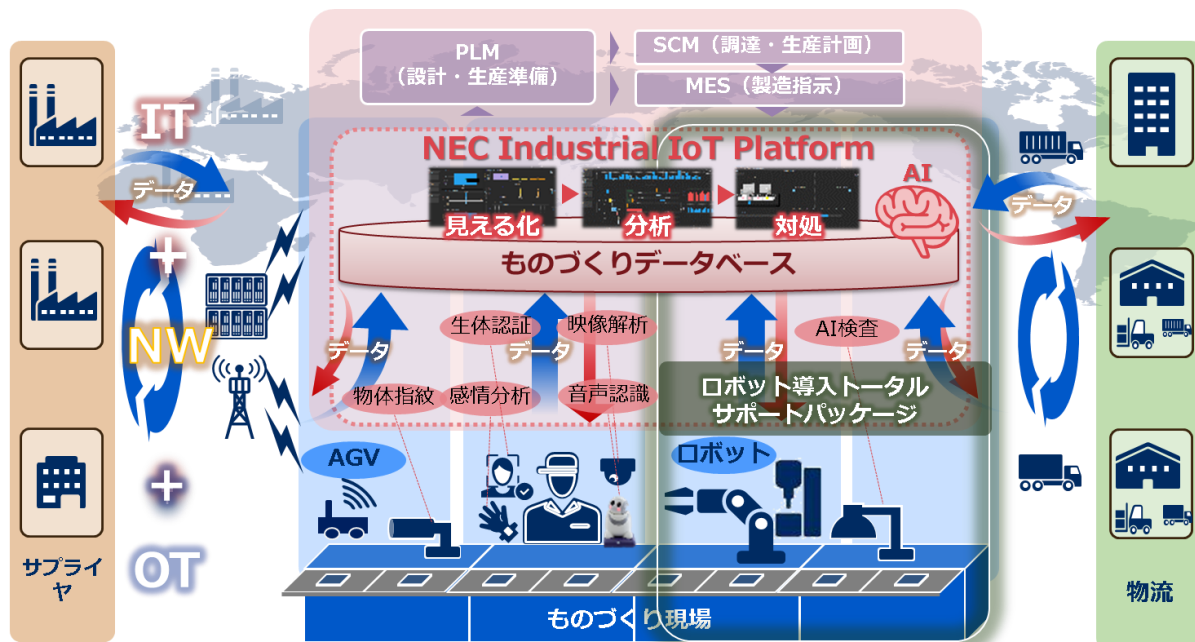 PLM
（設計・生産準備）
SCM（調達・生産計画）
MES（製造指示）
IT
データ
+
NW
+
OT
サプライ
ヤ
NEC Industrial IoT Platform
AI
見える化
分析
対処
ものづくりデータベース
データ
生体認証
映像解析
AI検査
データ
データ
データ
データ
物体指紋
感情分析
音声認識
ロボット導入トータル
サポートパッケージ
AGV
ロボット
ものづくり現場
物流